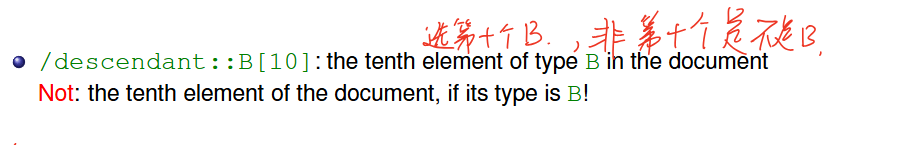 选第十个B.，非第十个是不是B.
/descendant::B[10]: the tenth element of type B in the document
Not: the tenth element of the document, if its type is B!